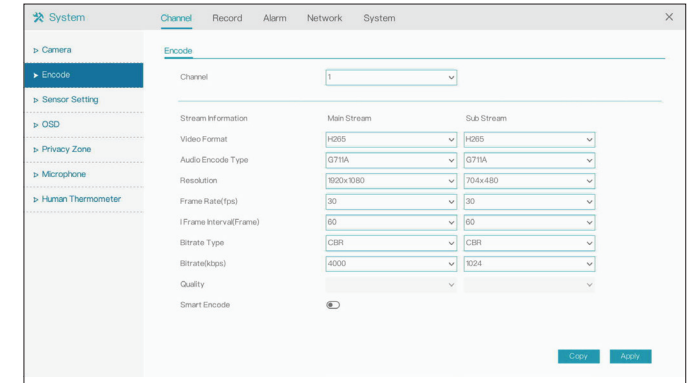 System
Channel Record Alarm Network System
Camera
Encode
Sensor Setting
OSD
Privacy Zone
Microphone
Human Thermometer
Encode
Channel 1
Stream Information Main Stream Sub Stream
Video Format H265 H265
Audio Encode Type G711A G711A
Resolution 1920x1080 704x480
Frame Rate(fps) 30 30
I Frame Interval(Frame) 60 60
Bitrate Type CBR CBR
Bitrate(kbps) 4000 1024
Quality
Smart Encode
Copy Apply